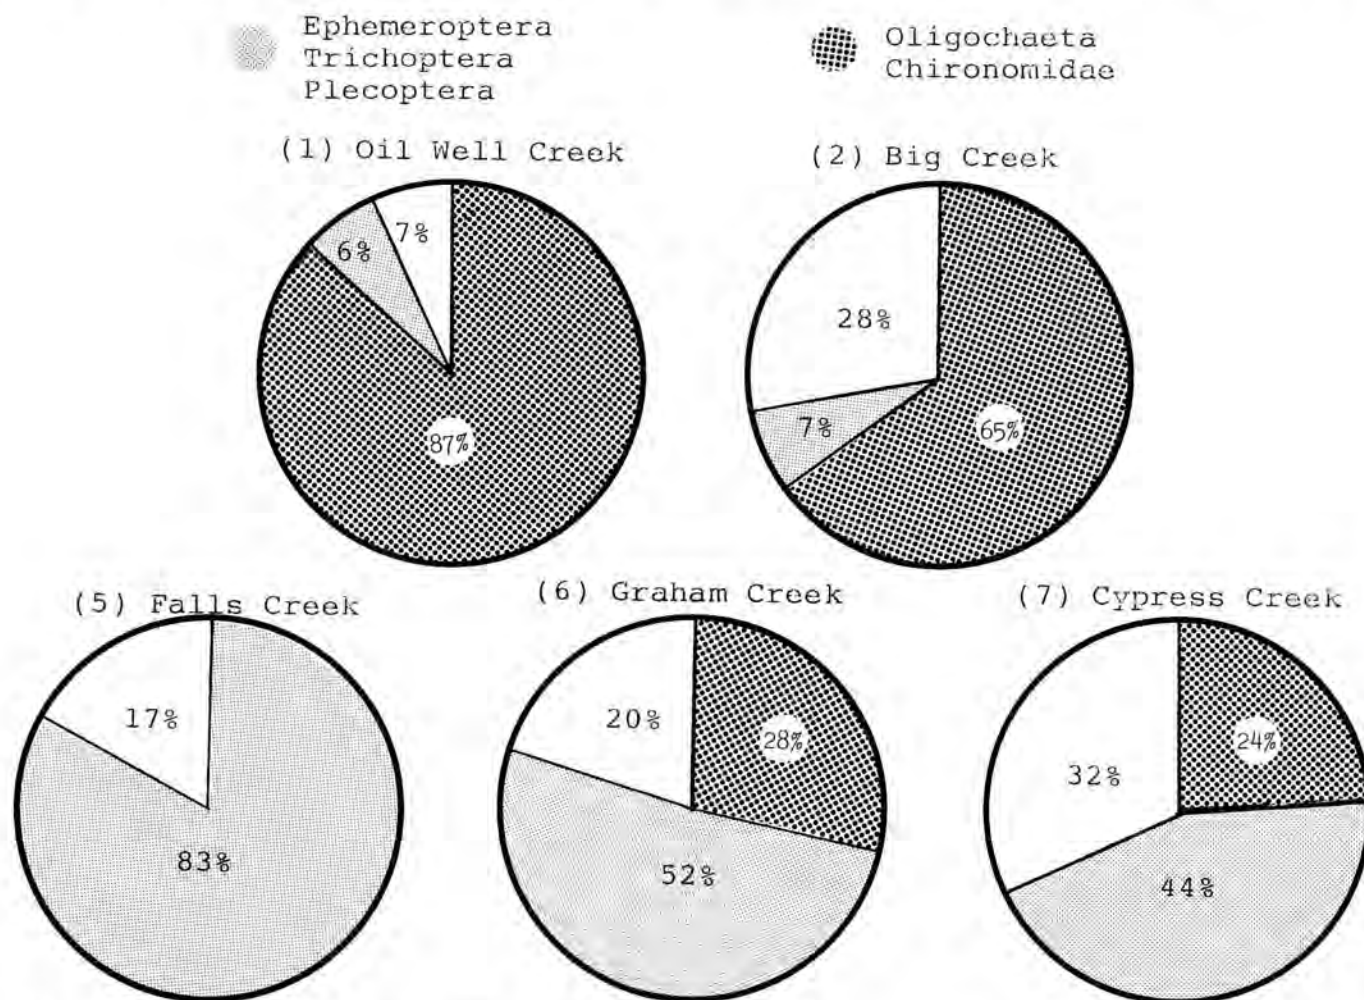 Ephemeroptera
Trichoptera
Plecoptera
Oligochaeta
Chironomidae
(1) Oil Well Creek
7%
6%
87%
(2) Big Creek
28%
7%
65%
(5) Falls Creek
17%
83%
(6) Graham Creek
20%
28%
52%
(7) Cypress Creek
24%
32%
44%